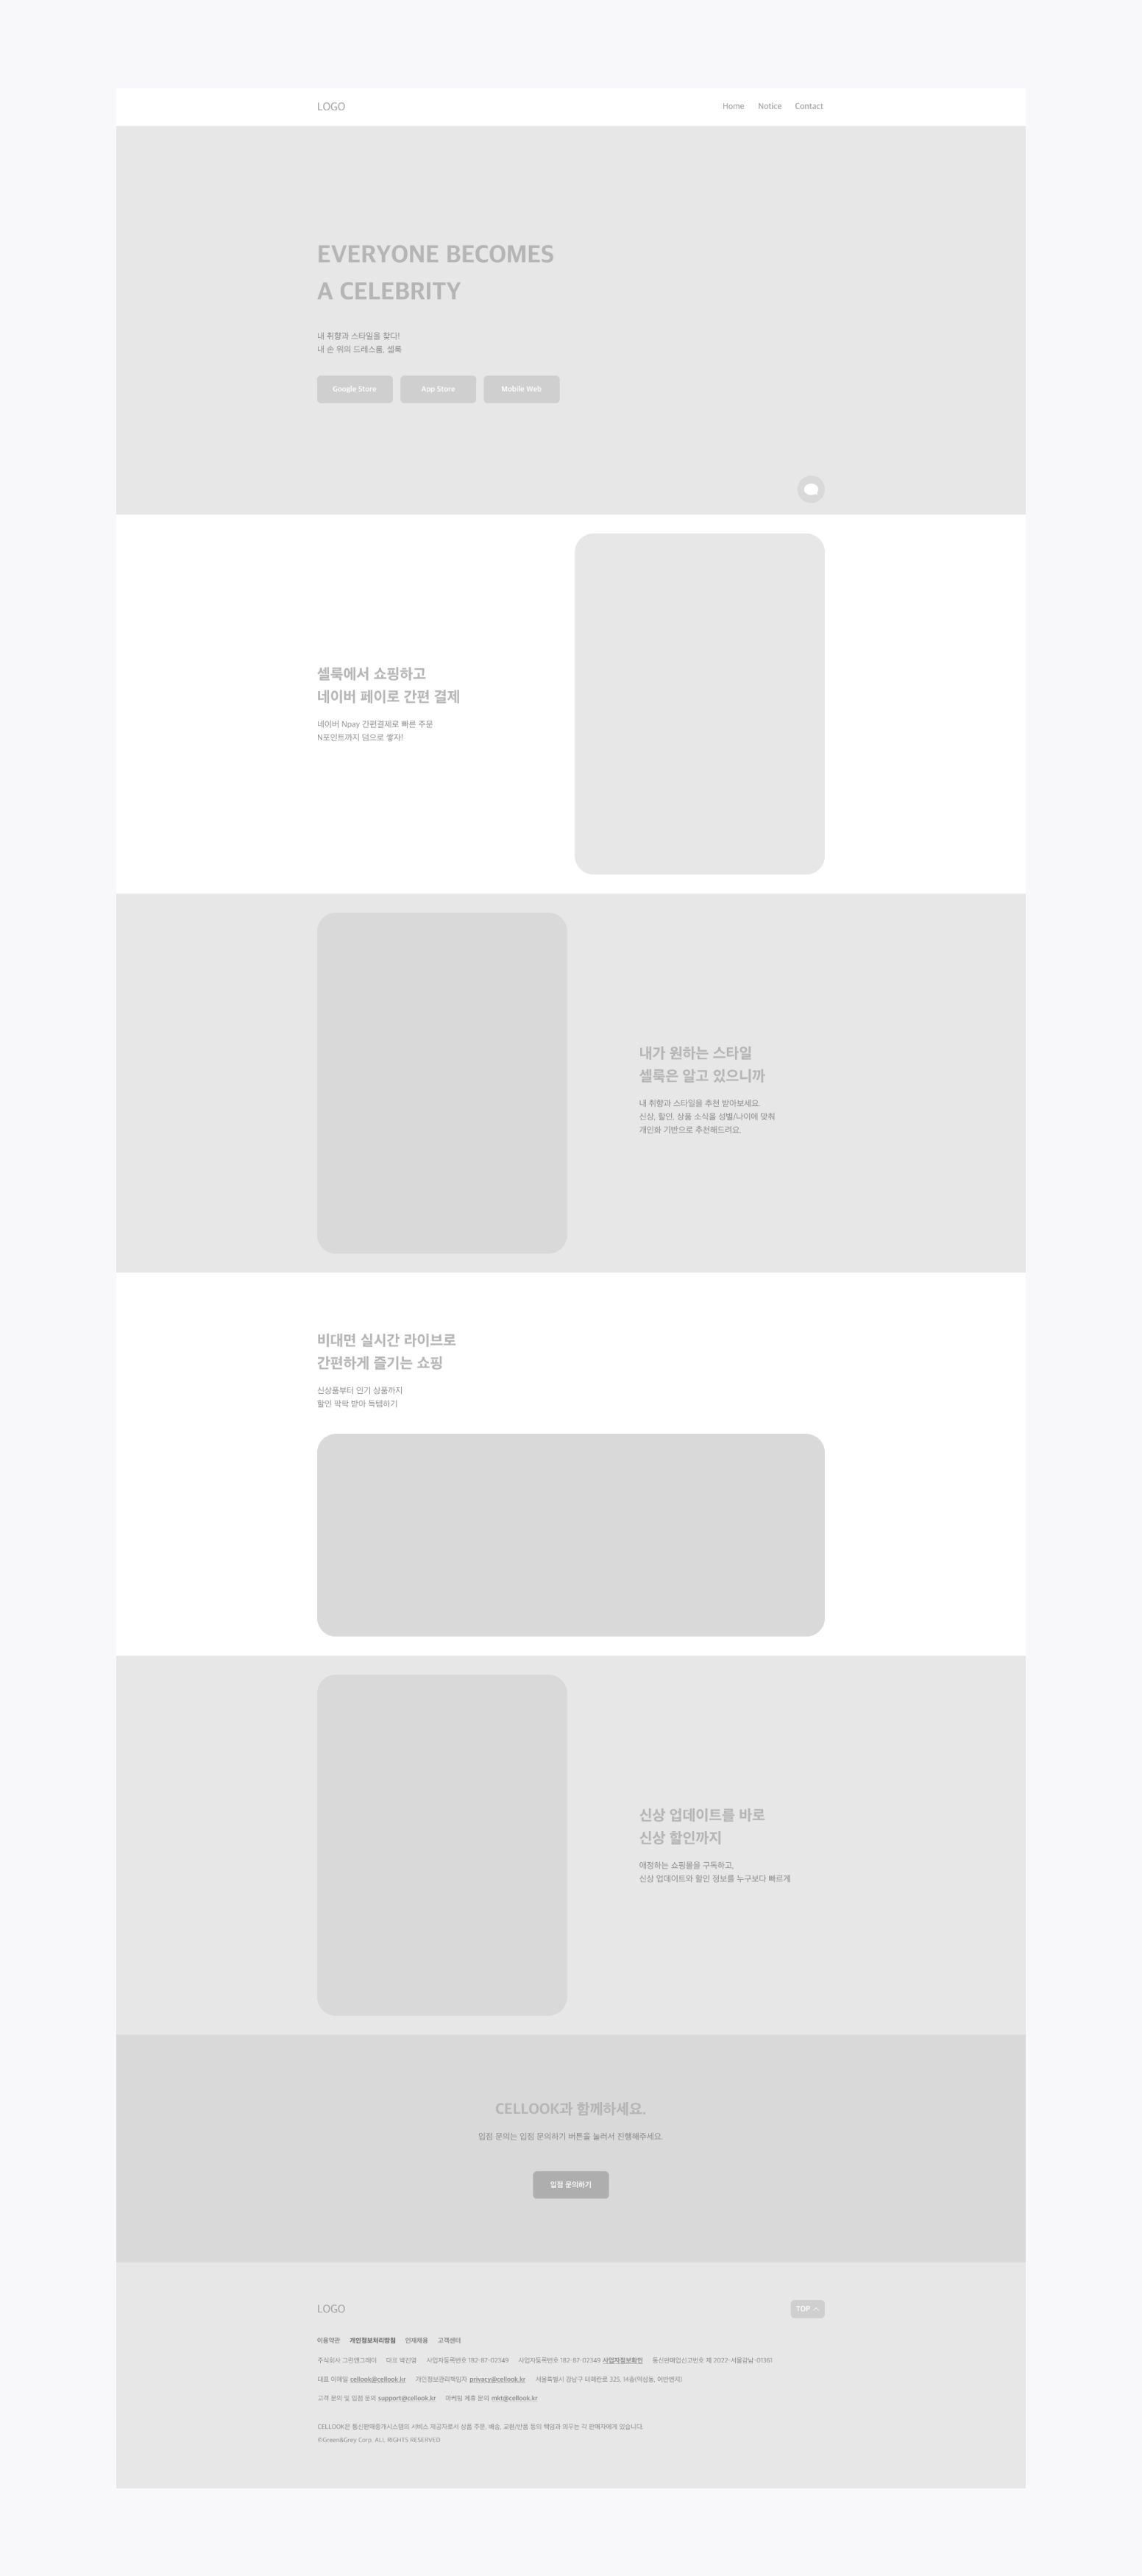 LOGO
Home Notice Contact
EVERYONE BECOMES
A CELEBRITY
내 취향과 스타일을 찾다!
내 손 위의 드레스룸, 셀룩
Google Store
App Store
Mobile Web
셀룩에서 쇼핑하고
네이버 페이로 간편 결제
네이버 Npay 간편결제로 빠른 주문
N포인트까지 덤으로 쌓자!
내가 원하는 스타일
셀룩은 알고 있으니까
내 취향과 스타일을 추천 받아보세요.
신상, 할인, 상품 소식을 성별/나이에 맞춰
개인화 기반으로 추천해드려요.
비대면 실시간 라이브로
간편하게 즐기는 쇼핑
신상품부터 인기 상품까지
할인 팍팍 받아 득템하기
신상 업데이트를 바로
신상 할인까지
애정하는 쇼핑몰을 구독하고,
신상 업데이트와 할인 정보를 누구보다 빠르게
CELLOOK과 함께하세요.
입점 문의는 입점 문의하기 버튼을 눌러서 진행해주세요.
입점 문의하기
LOGO
TOP
이용약관 개인정보처리방침 인재채용 고객센터
주식회사 그린앤그레이 사업자등록번호 182-87-02349 사업자등록번호 182-87-02349 사업자정보확인 통신판매업신고번호 제 2022-서울강남-01361
대표 이메일 cellook@cellook.kr 개인정보관리책임자 privacy@cellook.kr 서울특별시 강남구 테헤란로 325, 14층(역삼동, 어반벤치)
고객 문의 및 입점 문의 support@cellook.kr 마케팅 제휴 문의 mkt@cellook.kr
CELLOOK은 통신판매중개시스템의 서비스 제공자로서 상품 주문, 배송, 교환/반품 등의 책임과 의무는 각 판매자에게 있습니다.
©Green&Grey Corp. ALL RIGHTS RESERVED